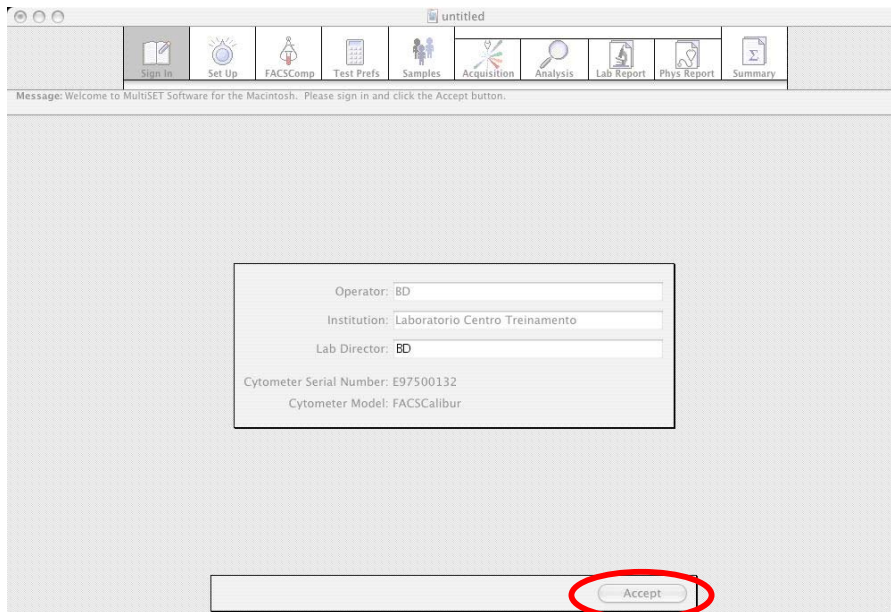 untitled
Sign In Set Up FACSComp Test Prefs Samples Acquisition Analysis Lab Report Phys Report Summary
Message: Welcome to MultiSET Software for the Macintosh. Please sign in and click the Accept button.
Operator: BD
Institution: Laboratorio Centro Treinamento
Lab Director: BD
Cytometer Serial Number: E97500132
Cytometer Model: FACSCalibur
Accept